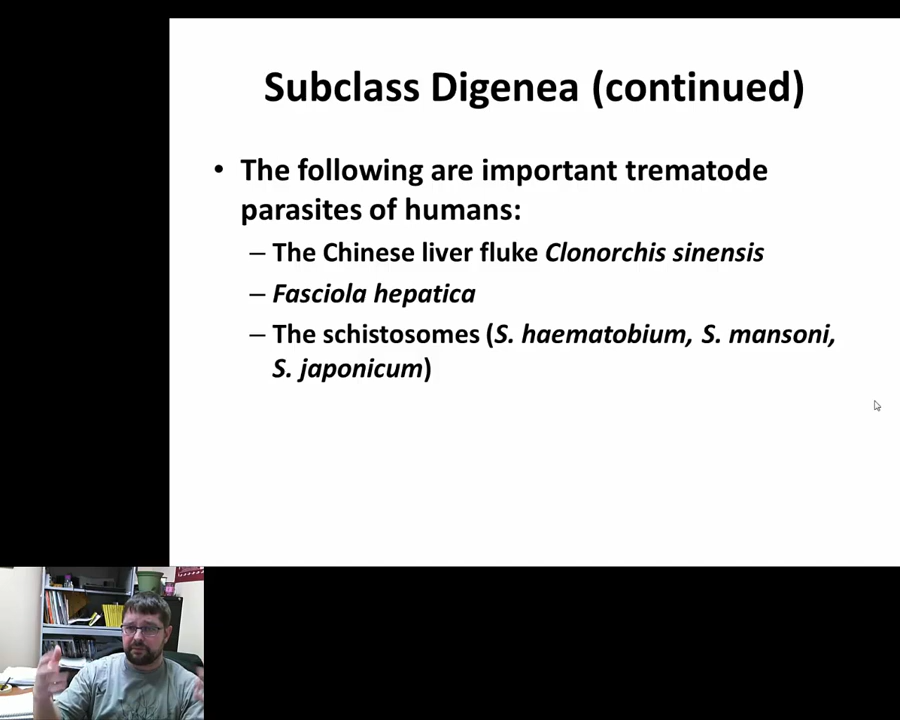 Subclass Digenea (continued)
• The following are important trematode
parasites of humans:
– The Chinese liver fluke Clonorchis sinensis
– Fasciola hepatica
– The schistosomes (S. haematobium, S. mansoni,
S. japonicum)